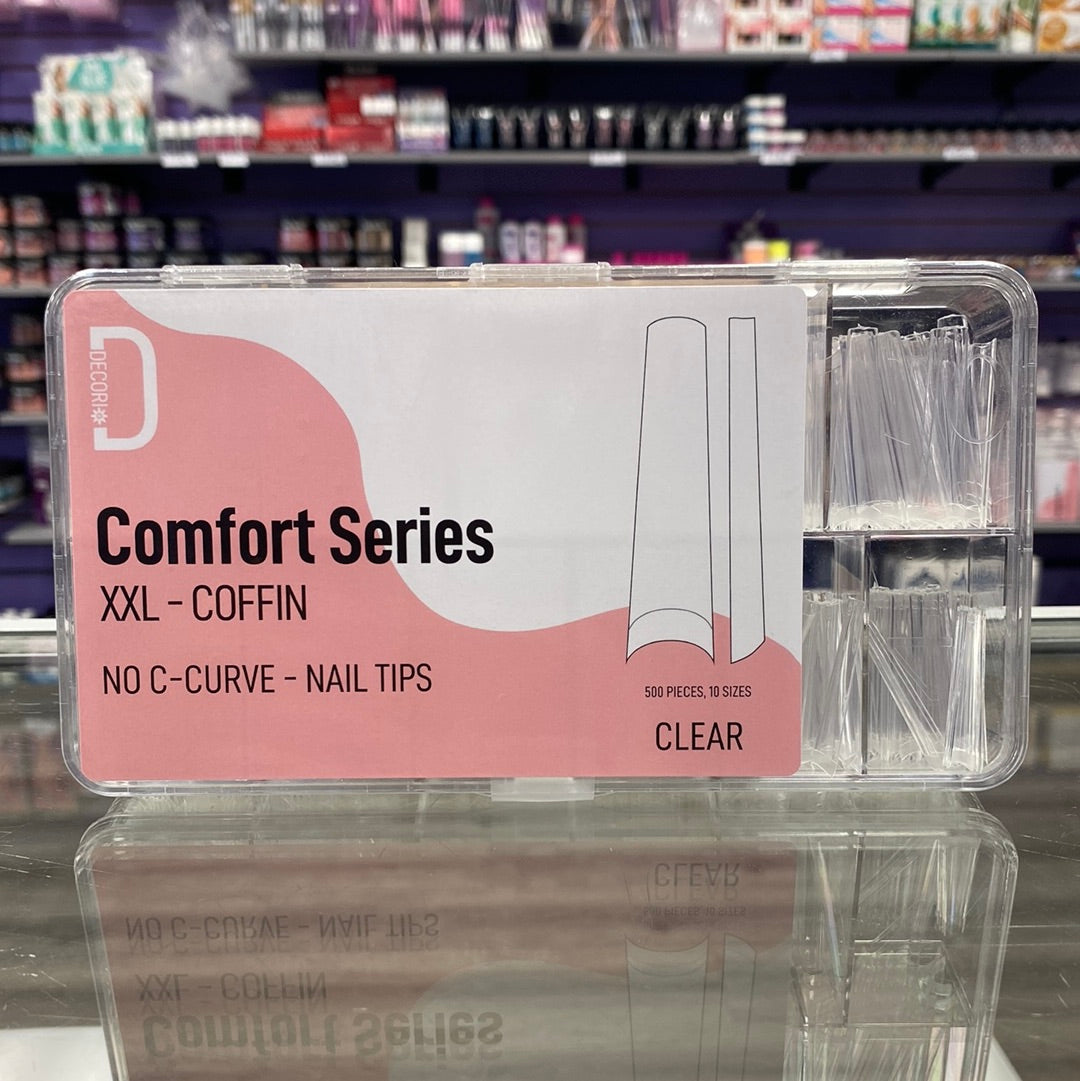 DECORI
D
Comfort Series
XXL - COFFIN
NO C-CURVE - NAIL TIPS
500 PIECES, 10 SIZES
CLEAR